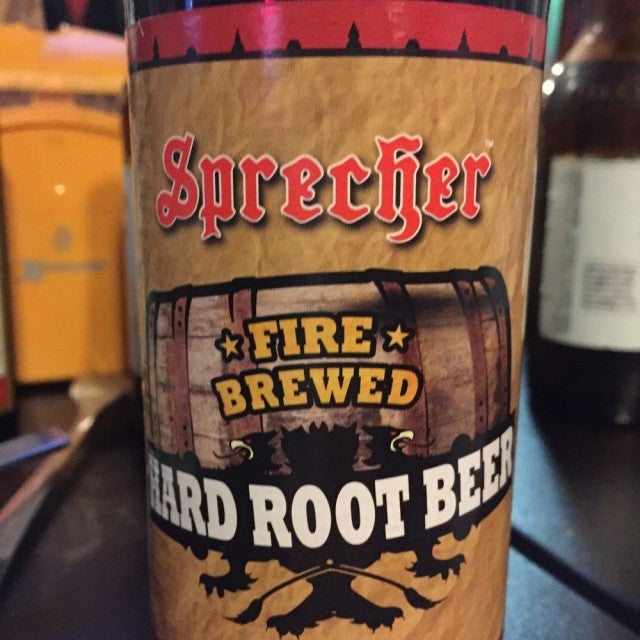 Sprecher
FIRE
BREWED
HARD ROOT BEER